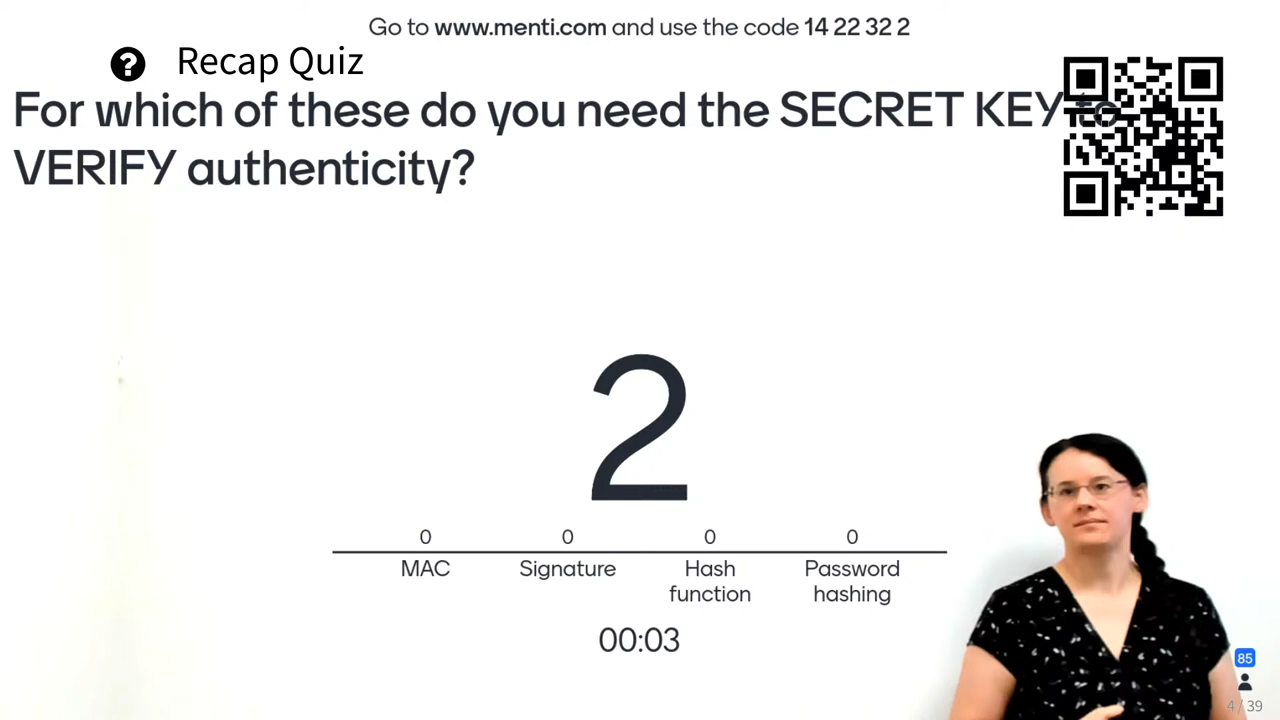 Go to www.menti.com and use the code 14 22 32 2
? Recap Quiz
For which of these do you need the SECRET KEY to
VERIFY authenticity?
2
0 0 0 0
MAC Signature Hash function Password hashing
00:03
85
4 / 39